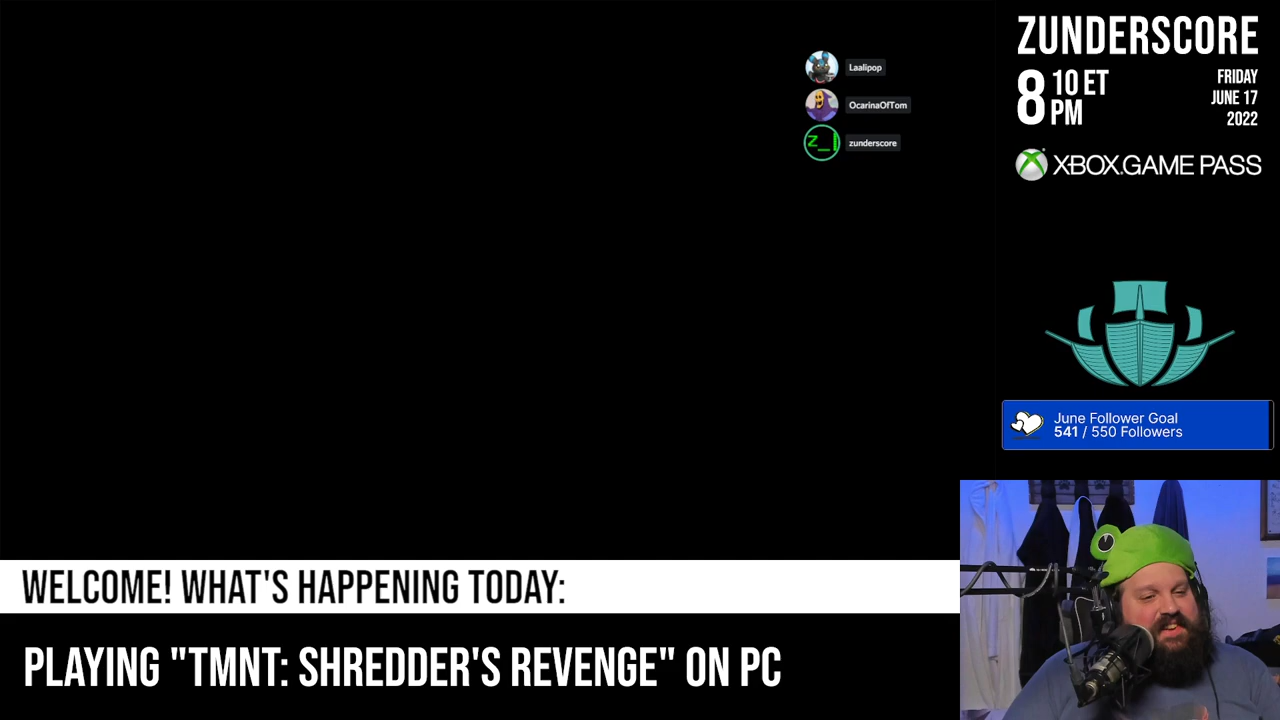 Laalipop
OcarinaOfTom
z_
zunderscore
ZUNDERSCORE
8 10 ET PM
FRIDAY
JUNE 17
2022
XBOX GAME PASS
June Follower Goal
541 / 550 Followers
WELCOME! WHAT'S HAPPENING TODAY:
PLAYING "TMNT: SHREDDER'S REVENGE" ON PC